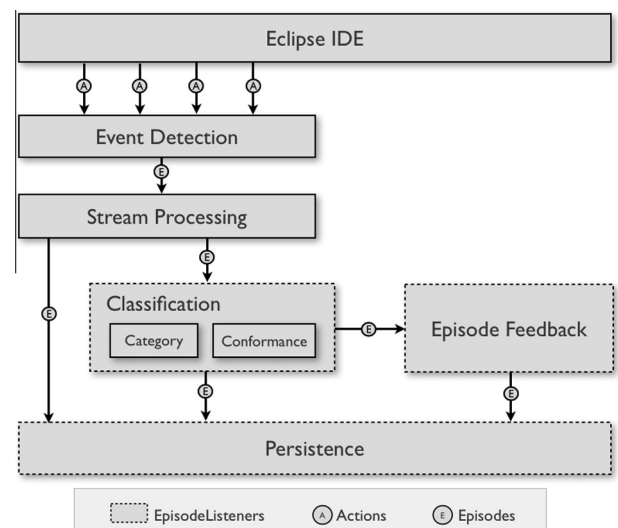 Eclipse IDE
A A A A
Event Detection
E
Stream Processing
E
Classification
Category Conformance
E
Episode Feedback
E
E E
Persistence
EpisodeListeners A Actions E Episodes